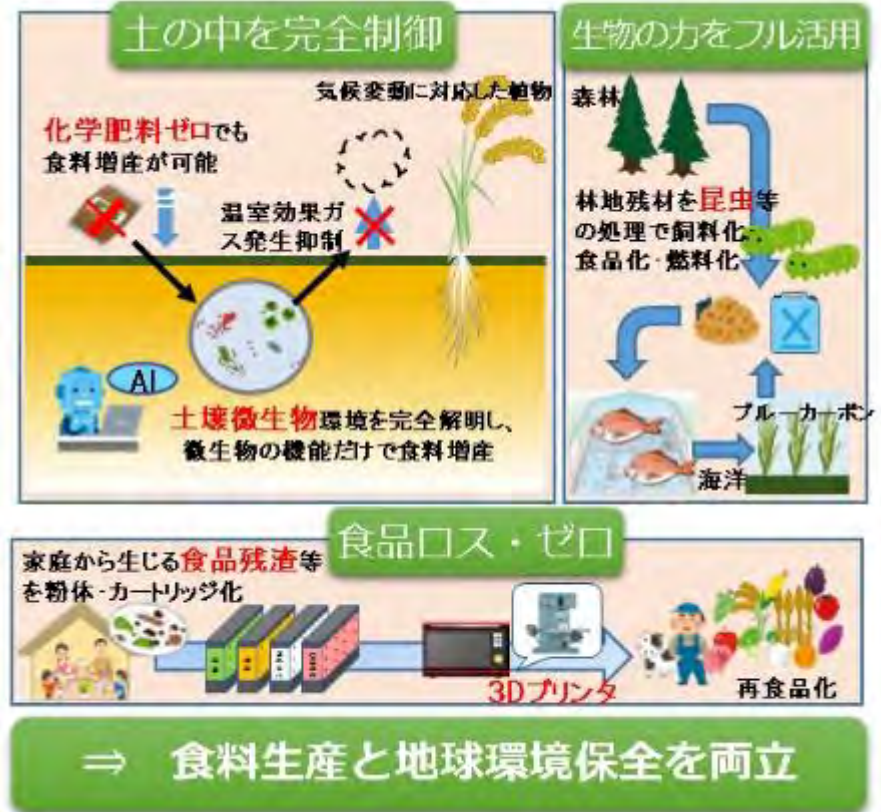 土の中を完全制御
化学肥料ゼロでも
食料増産が可能
気候変動に対応した植物
温室効果ガ
ス発生抑制
AI
土壌微生物環境を完全解明し、
微生物の機能だけで食料増産
生物の力をフル活用
森林
林地残材を昆虫等
の処理で飼料化・
食品化・燃料化
ブルーカーボン
海洋
食品ロス・ゼロ
家庭から生じる食品残渣等
を粉体・カートリッジ化
3Dプリンタ
再食品化
⇒ 食料生産と地球環境保全を両立